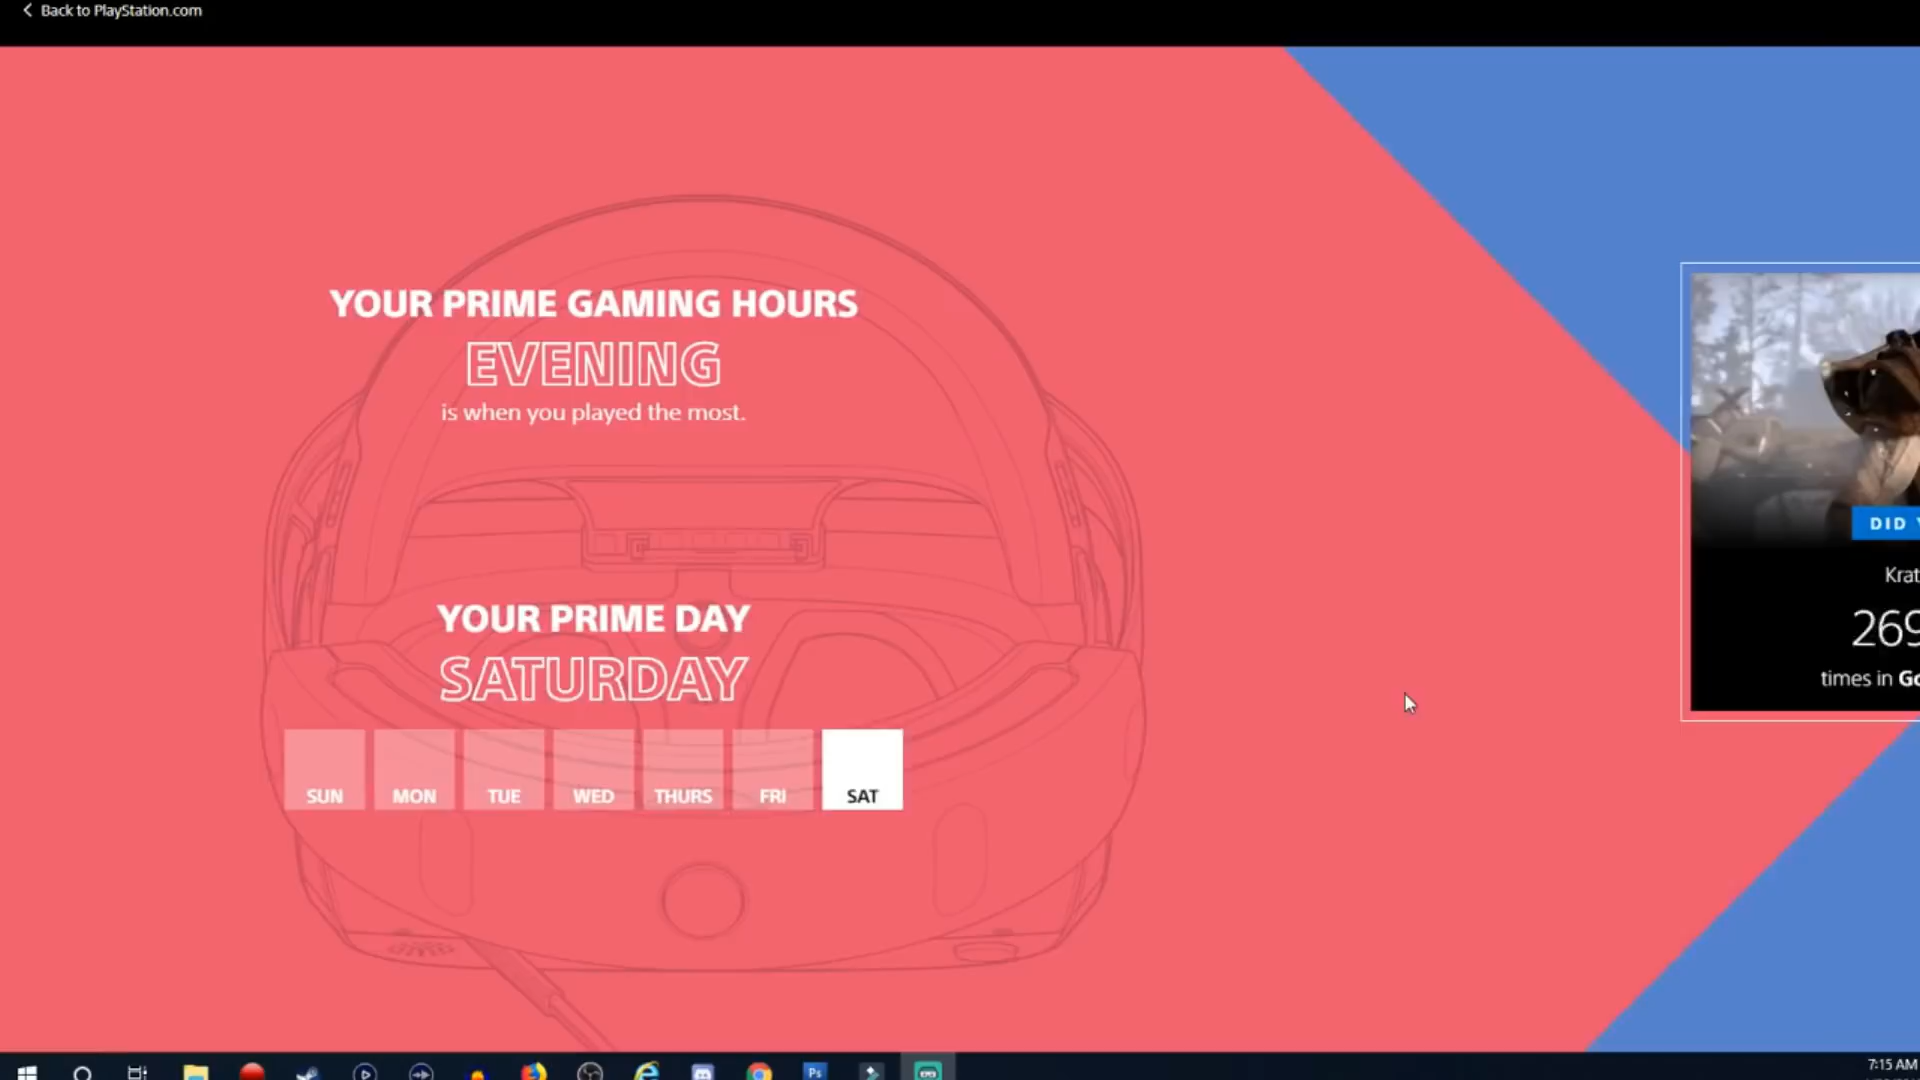 Back to PlayStation.com
YOUR PRIME GAMING HOURS
EVENING
is when you played the most.
YOUR PRIME DAY
SATURDAY
SUN MON TUE WED THURS FRI SAT
DID
Krat
269
times in Go
Ps
7:15 AM